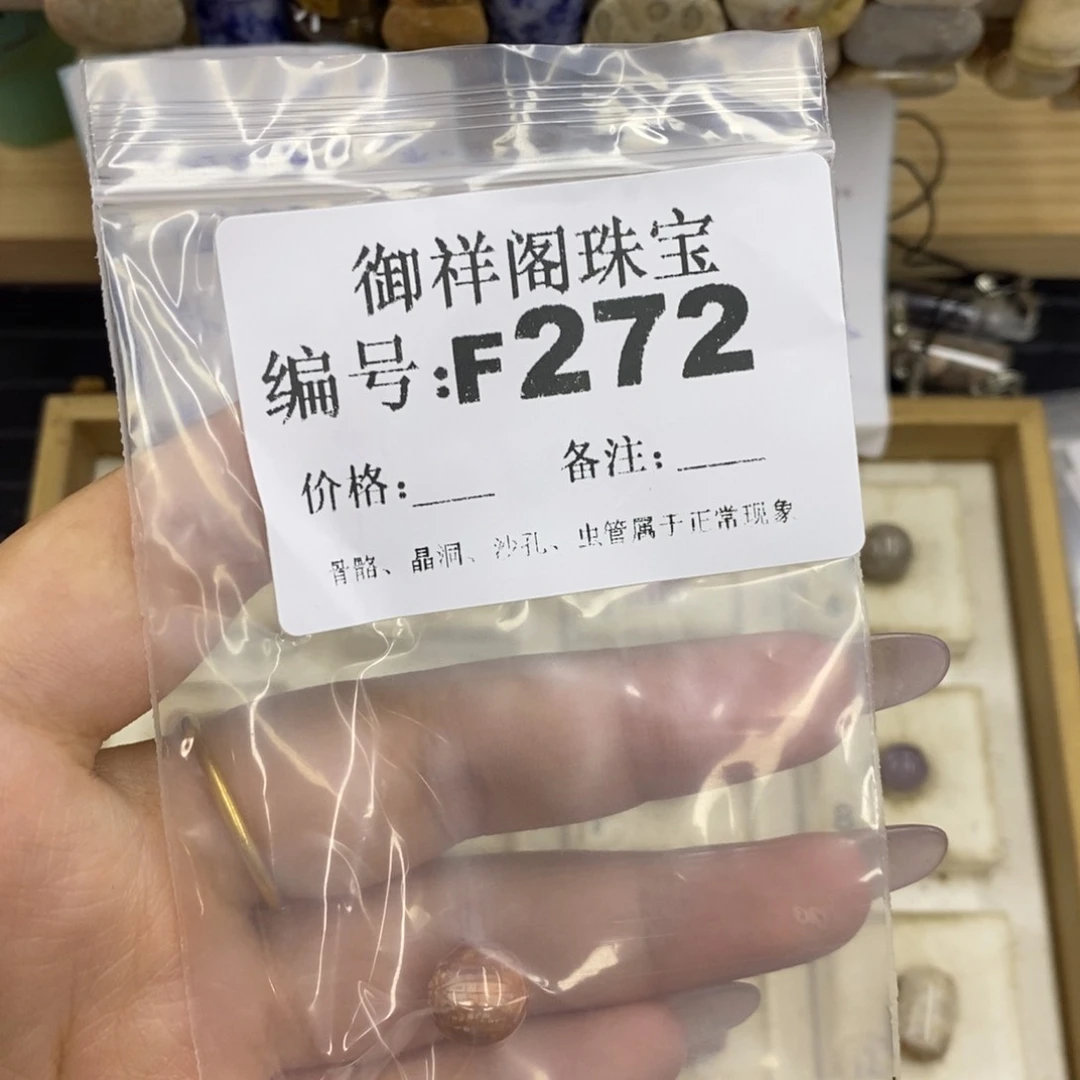 御祥阁珠宝
编号:F272
价格:____ 备注:____
骨骼、晶洞、沙孔、虫管属于正常现象